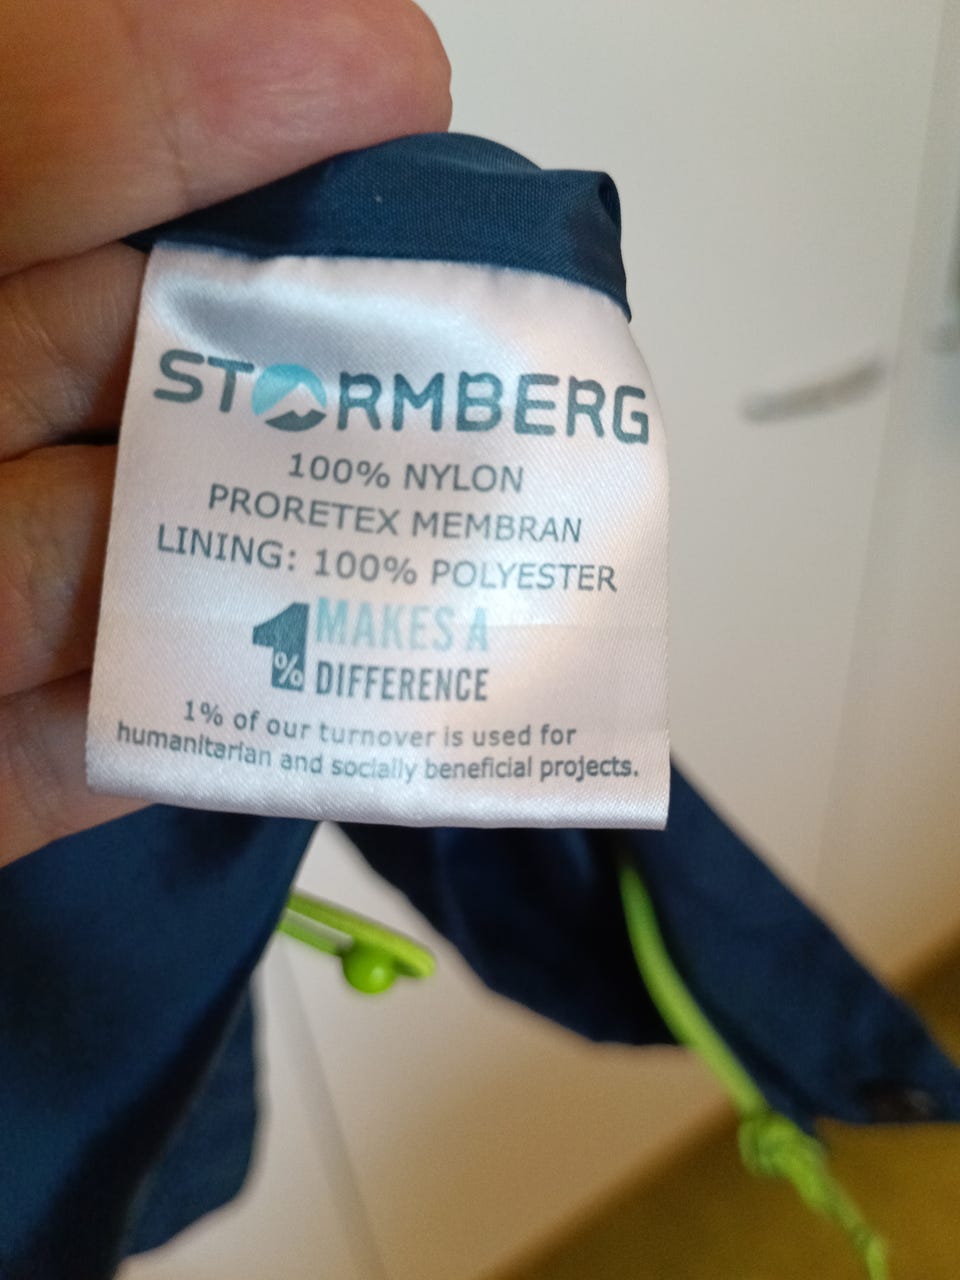 STORMBERG
100% NYLON
PRORETEX MEMBRAN
LINING: 100% POLYESTER
1% MAKES A
DIFFERENCE
1% of our turnover is used for
humanitarian and socially beneficial projects.